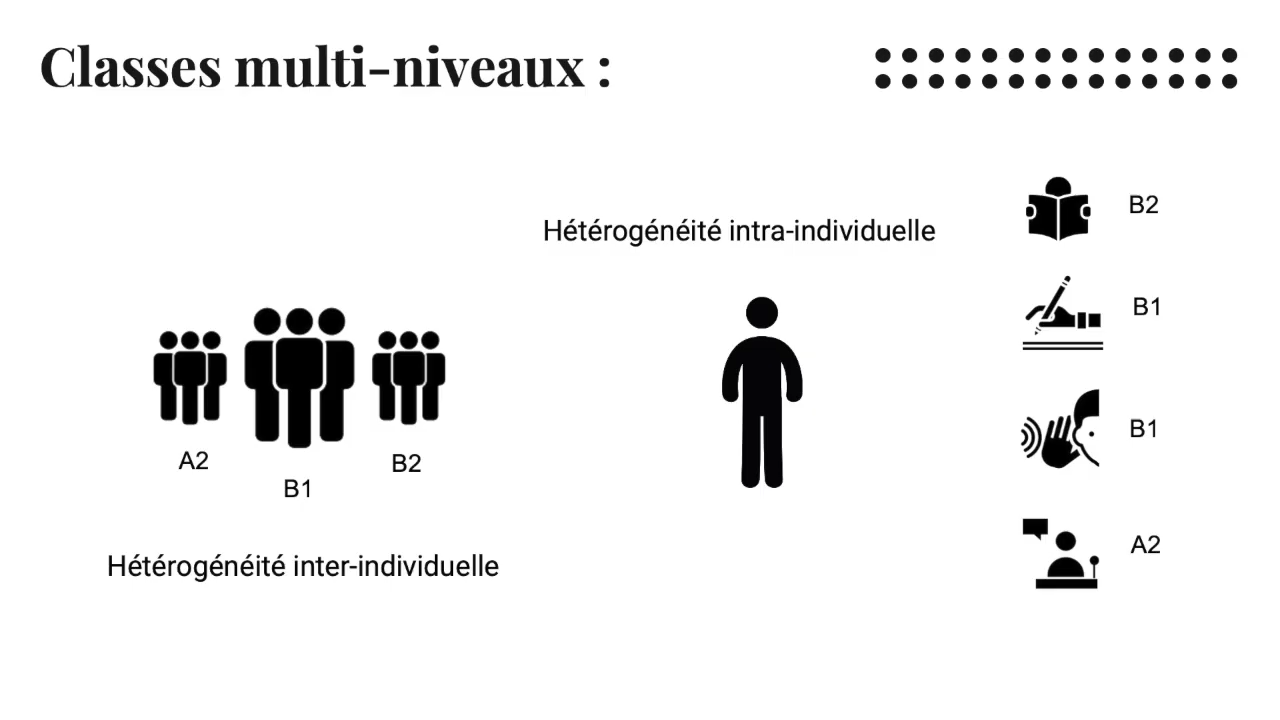 Classes multi-niveaux :
Hétérogénéité intra-individuelle
B2
B1
B1
A2
A2
B1
B2
Hétérogénéité inter-individuelle